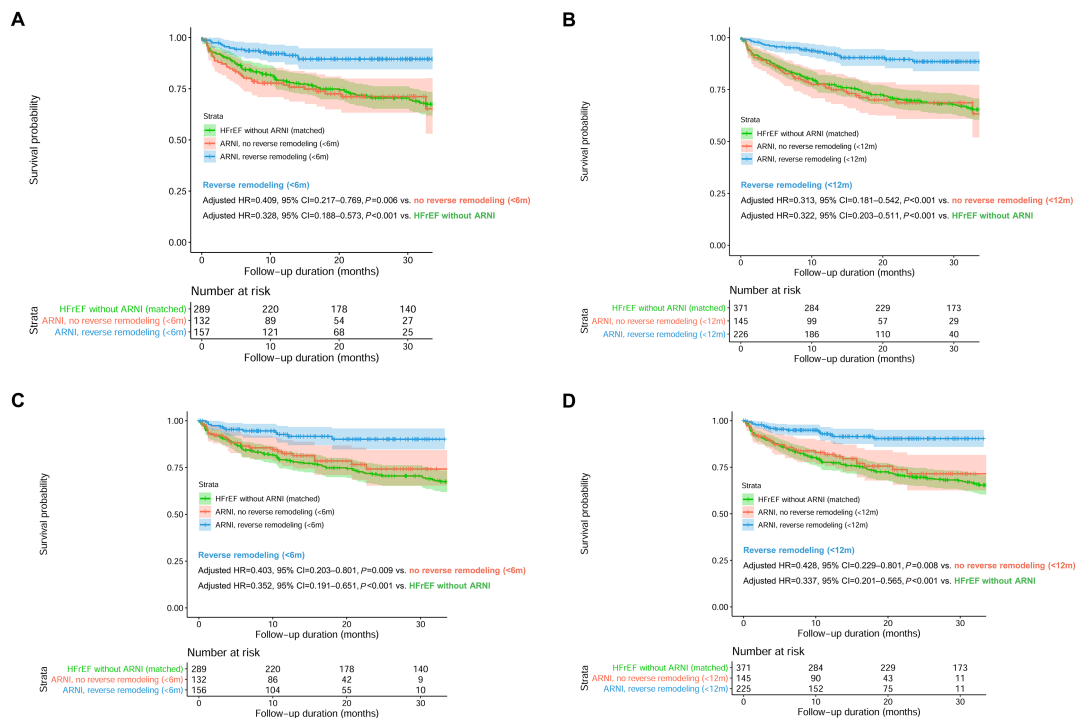 A
Survival probability
1.00
0.75
0.50
0.25
0.00
Strata
HFrEF without ARNI (matched)
ARNI, no reverse remodeling (<6m)
ARNI, reverse remodeling (<6m)
Reverse remodeling (<6m)
Adjusted HR=0.409, 95% CI=0.217–0.769, P=0.006 vs. no reverse remodeling (<6m)
Adjusted HR=0.328, 95% CI=0.188–0.573, P<0.001 vs. HFrEF without ARNI
0 10 20 30
Follow-up duration (months)
Number at risk
Strata
HFrEF without ARNI (matched) 289 220 178 140
ARNI, no reverse remodeling (<6m) 132 89 54 27
ARNI, reverse remodeling (<6m) 157 121 68 25
0 10 20 30
Follow-up duration (months)
B
Survival probability
1.00
0.75
0.50
0.25
0.00
Strata
HFrEF without ARNI (matched)
ARNI, no reverse remodeling (<12m)
ARNI, reverse remodeling (<12m)
Reverse remodeling (<12m)
Adjusted HR=0.313, 95% CI=0.181–0.542, P<0.001 vs. no reverse remodeling (<12m)
Adjusted HR=0.322, 95% CI=0.203–0.511, P<0.001 vs. HFrEF without ARNI
0 10 20 30
Follow-up duration (months)
Number at risk
Strata
HFrEF without ARNI (matched) 371 284 229 173
ARNI, no reverse remodeling (<12m) 145 99 57 29
ARNI, reverse remodeling (<12m) 226 186 110 40
0 10 20 30
Follow-up duration (months)
C
Survival probability
1.00
0.75
0.50
0.25
0.00
Strata
HFrEF without ARNI (matched)
ARNI, no reverse remodeling (<6m)
ARNI, reverse remodeling (<6m)
Reverse remodeling (<6m)
Adjusted HR=0.403, 95% CI=0.203–0.801, P=0.009 vs. no reverse remodeling (<6m)
Adjusted HR=0.352, 95% CI=0.191–0.651, P<0.001 vs. HFrEF without ARNI
0 10 20 30
Follow-up duration (months)
Number at risk
Strata
HFrEF without ARNI (matched) 289 220 178 140
ARNI, no reverse remodeling (<6m) 132 86 42 9
ARNI, reverse remodeling (<6m) 156 104 55 10
0 10 20 30
Follow-up duration (months)
D
Survival probability
1.00
0.75
0.50
0.25
0.00
Strata
HFrEF without ARNI (matched)
ARNI, no reverse remodeling (<12m)
ARNI, reverse remodeling (<12m)
Reverse remodeling (<12m)
Adjusted HR=0.428, 95% CI=0.229–0.801, P=0.008 vs. no reverse remodeling (<12m)
Adjusted HR=0.337, 95% CI=0.201–0.565, P<0.001 vs. HFrEF without ARNI
0 10 20 30
Follow-up duration (months)
Number at risk
Strata
HFrEF without ARNI (matched) 371 284 229 173
ARNI, no reverse remodeling (<12m) 145 90 43 11
ARNI, reverse remodeling (<12m) 225 152 75 11
0 10 20 30
Follow-up duration (months)